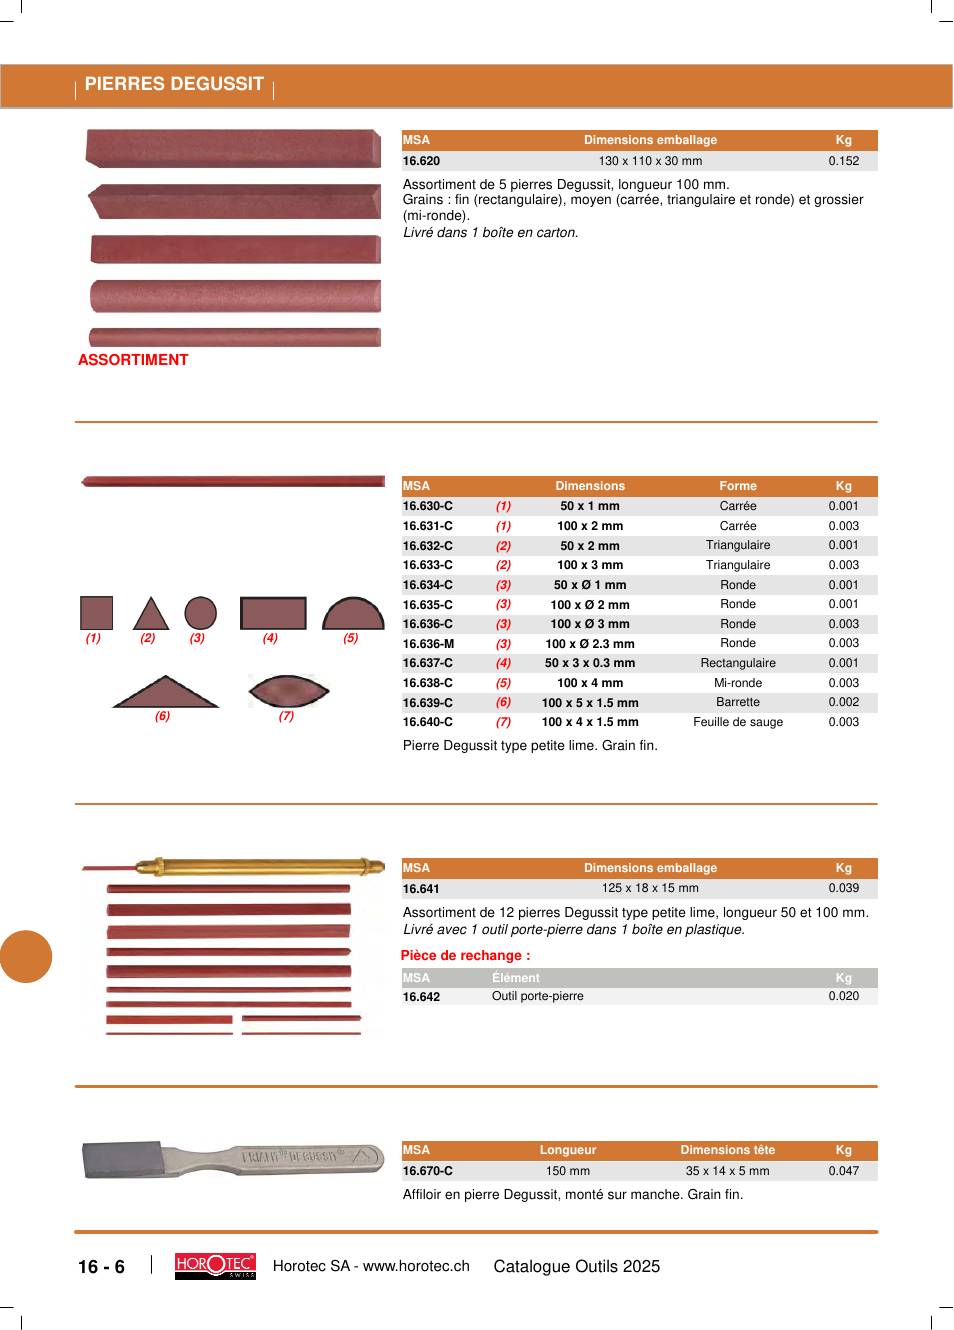 PIERRES DEGUSSIT
MSA Dimensions emballage Kg
16.620 130 x 110 x 30 mm 0.152
Assortiment de 5 pierres Degussit, longueur 100 mm.
Grains : fin (rectangulaire), moyen (carrée, triangulaire et ronde) et grossier
(mi-ronde).
Livré dans 1 boîte en carton.
ASSORTIMENT
MSA Dimensions Forme Kg
16.630-C (1) 50 x 1 mm Carrée 0.001
16.631-C (1) 100 x 2 mm Carrée 0.003
16.632-C (2) 50 x 2 mm Triangulaire 0.001
16.633-C (2) 100 x 3 mm Triangulaire 0.003
16.634-C (3) 50 x Ø 1 mm Ronde 0.001
16.635-C (3) 100 x Ø 2 mm Ronde 0.001
16.636-C (3) 100 x Ø 3 mm Ronde 0.003
16.636-M (3) 100 x Ø 2.3 mm Ronde 0.003
16.637-C (4) 50 x 3 x 0.3 mm Rectangulaire 0.001
16.638-C (5) 100 x 4 mm Mi-ronde 0.003
16.639-C (6) 100 x 5 x 1.5 mm Barrette 0.002
16.640-C (7) 100 x 4 x 1.5 mm Feuille de sauge 0.003
Pierre Degussit type petite lime. Grain fin.
(1) (2) (3) (4) (5)
(6) (7)
MSA Dimensions emballage Kg
16.641 125 x 18 x 15 mm 0.039
Assortiment de 12 pierres Degussit type petite lime, longueur 50 et 100 mm.
Livré avec 1 outil porte-pierre dans 1 boîte en plastique.
Pièce de rechange :
MSA Élément Kg
16.642 Outil porte-pierre 0.020
MSA Longueur Dimensions tête Kg
16.670-C 150 mm 35 x 14 x 5 mm 0.047
Affiloir en pierre Degussit, monté sur manche. Grain fin.
DEGUSSIT
16 - 6
HOROTEC
SWISS
Horotec SA - www.horotec.ch Catalogue Outils 2025